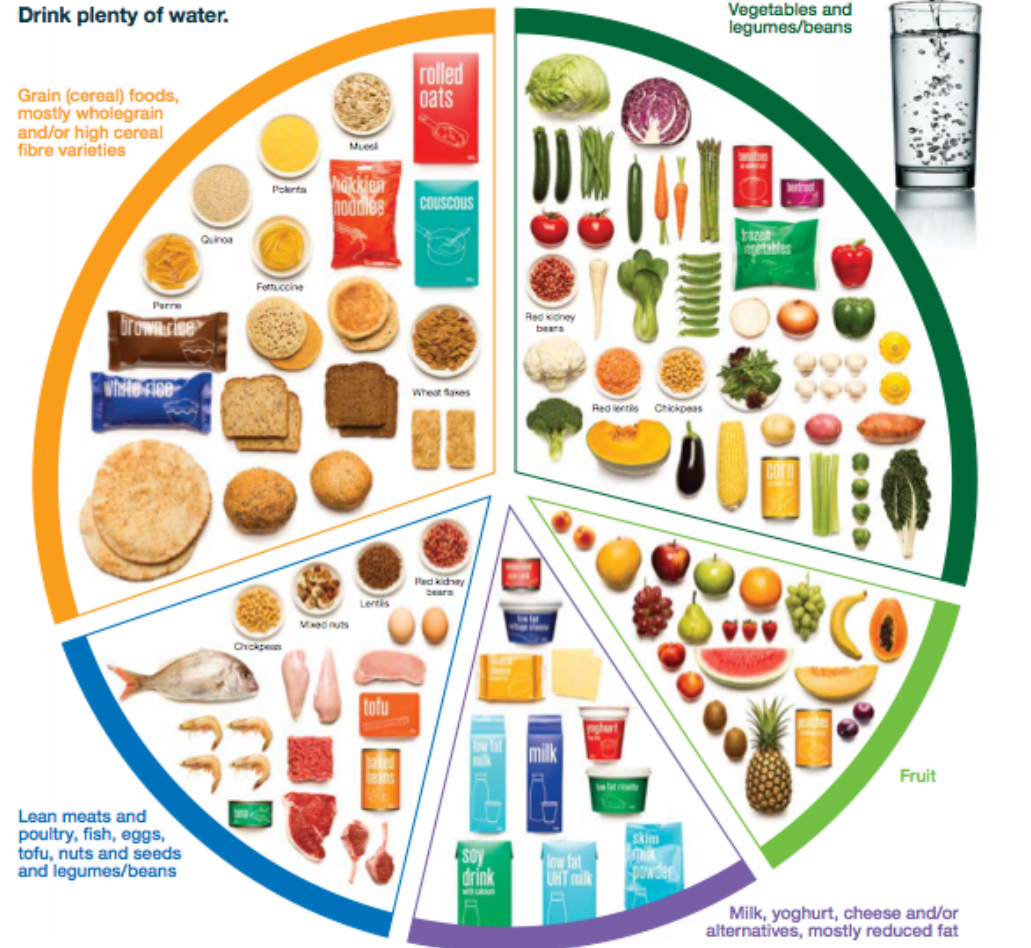 Drink plenty of water.
Vegetables and
legumes/beans
Grain (cereal) foods,
mostly wholegrain
and/or high cereal
fibre varieties
rolled
oats
Muesli
Polenta
hokkien
noodles
couscous
Quinoa
Fettuccine
Penne
brown rice
white rice
Wheat flakes
tomatoes
beetroot
frozen
vegetables
Red kidney
beans
Red lentils
Chickpeas
corn
Red kidney
beans
Lentils
Mixed nuts
Chickpeas
tofu
baked
beans
tuna
Lean meats and
poultry, fish, eggs,
tofu, nuts and seeds
and legumes/beans
low fat
cottage cheese
cheese
yoghurt
low fat
milk
milk
low fat ricotta
soy
drink
with calcium
low fat
UHT milk
skim
milk
powder
Milk, yoghurt, cheese and/or
alternatives, mostly reduced fat
peaches
Fruit